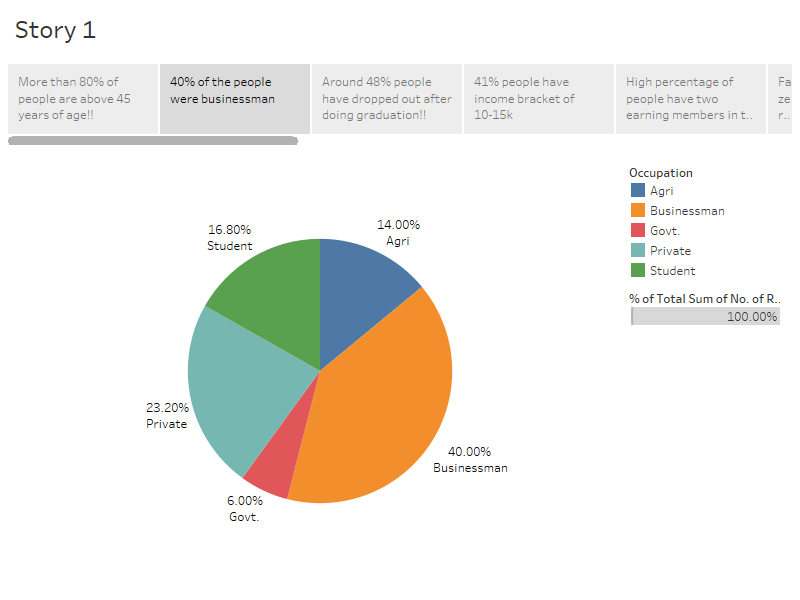 Story 1
More than 80% of
people are above 45
years of age!!
40% of the people
were businessman
Around 48% people
have dropped out after
doing graduation!!
41% people have
income bracket of
10-15k
High percentage of
people have two
earning members in t..
Fa
ze
r..
Occupation
Agri
Businessman
Govt.
Private
Student
% of Total Sum of No. of R..
100.00%
16.80%
Student
14.00%
Agri
23.20%
Private
40.00%
Businessman
6.00%
Govt.